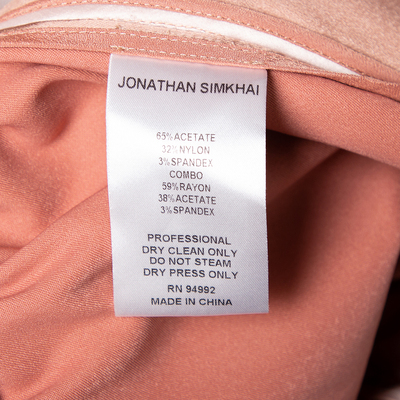 JONATHAN SIMKHAI
65% ACETATE
32% NYLON
3% SPANDEX
COMBO
59% RAYON
38% ACETATE
3% SPANDEX
PROFESSIONAL
DRY CLEAN ONLY
DO NOT STEAM
DRY PRESS ONLY
RN 94992
MADE IN CHINA